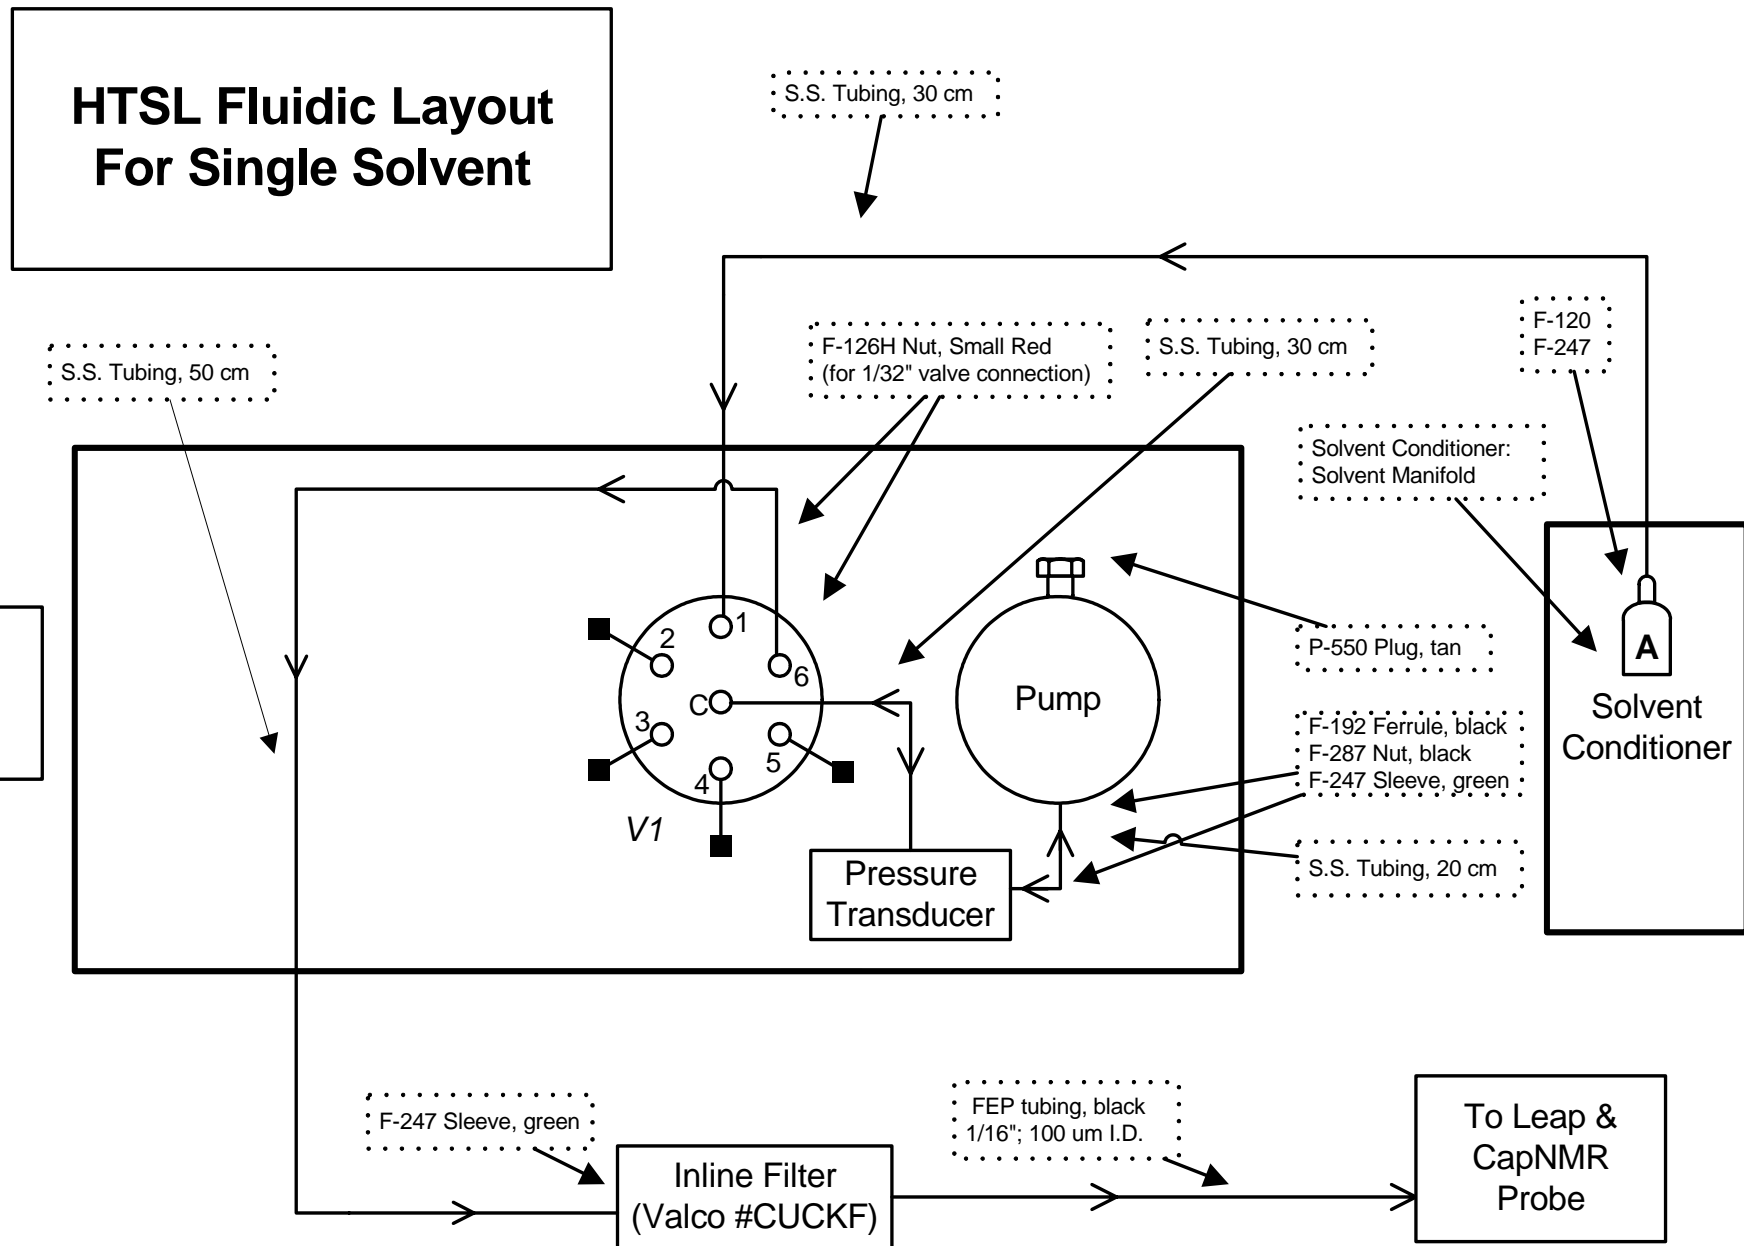 HTSL Fluidic Layout
For Single Solvent
S.S. Tubing, 30 cm
S.S. Tubing, 50 cm
F-126H Nut, Small Red
(for 1/32" valve connection)
S.S. Tubing, 30 cm
F-120
F-247
Solvent Conditioner:
Solvent Manifold
1
2
6
C
3
5
4
V1
Pump
P-550 Plug, tan
A
Solvent
Conditioner
F-192 Ferrule, black
F-287 Nut, black
F-247 Sleeve, green
S.S. Tubing, 20 cm
Pressure
Transducer
F-247 Sleeve, green
Inline Filter
(Valco #CUCKF)
FEP tubing, black
1/16"; 100 um I.D.
To Leap &
CapNMR
Probe